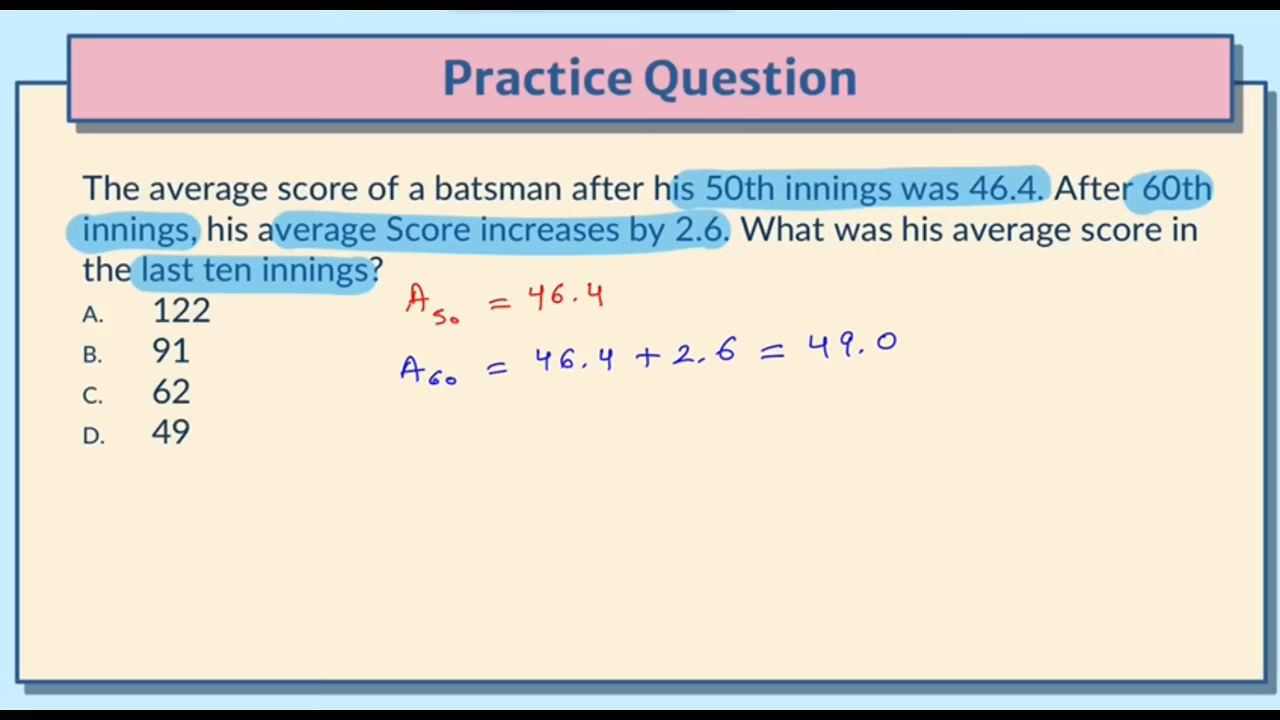 Practice Question
The average score of a batsman after his 50th innings was 46.4. After 60th
innings, his average Score increases by 2.6. What was his average score in
the last ten innings?
A. 122
B. 91
C. 62
D. 49
A50 = 46.4
A60 = 46.4 + 2.6 = 49.0